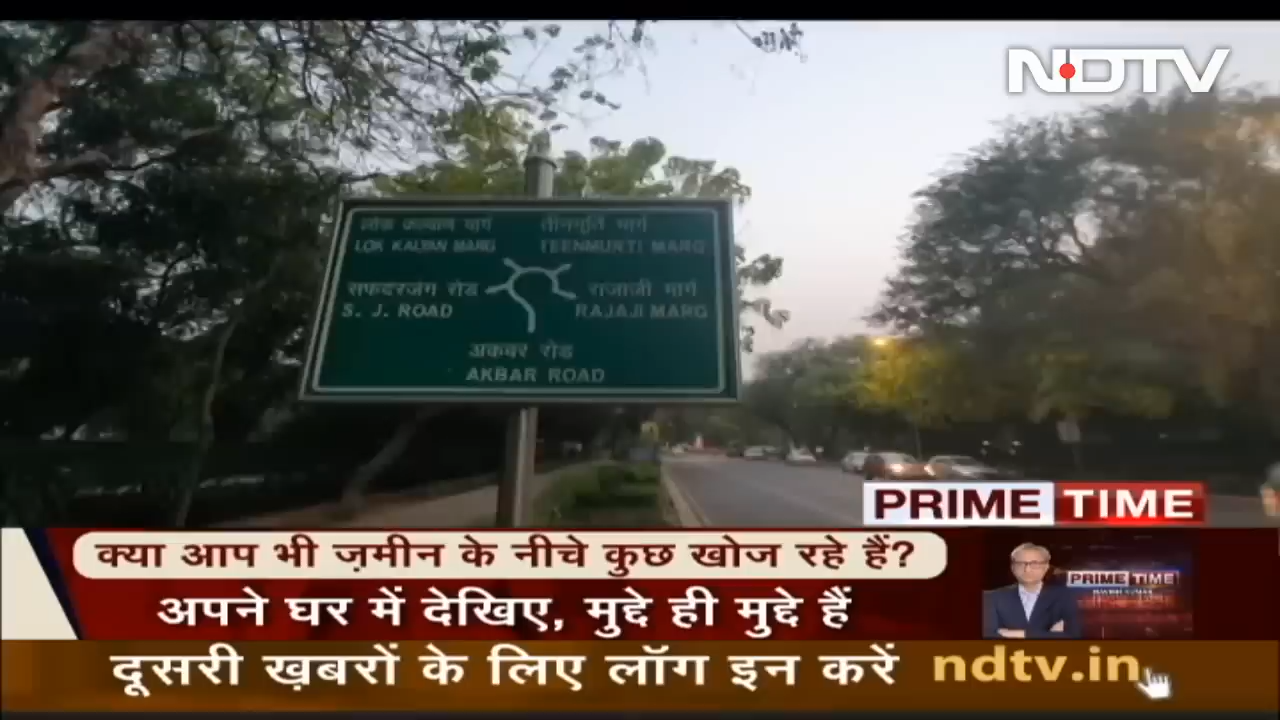 NDTV
लोक कल्याण मार्ग तीनमूर्ति मार्ग
LOK KALYAN MARG TEENMURTI MARG
सफदरजंग रोड राजाजी मार्ग
S. J. ROAD RAJAJI MARG
अकबर रोड
AKBAR ROAD
PRIME TIME
क्या आप भी ज़मीन के नीचे कुछ खोज रहे हैं?
PRIME TIME
अपने घर में देखिए, मुद्दे ही मुद्दे हैं
दूसरी ख़बरों के लिए लॉग इन करें ndtv.in